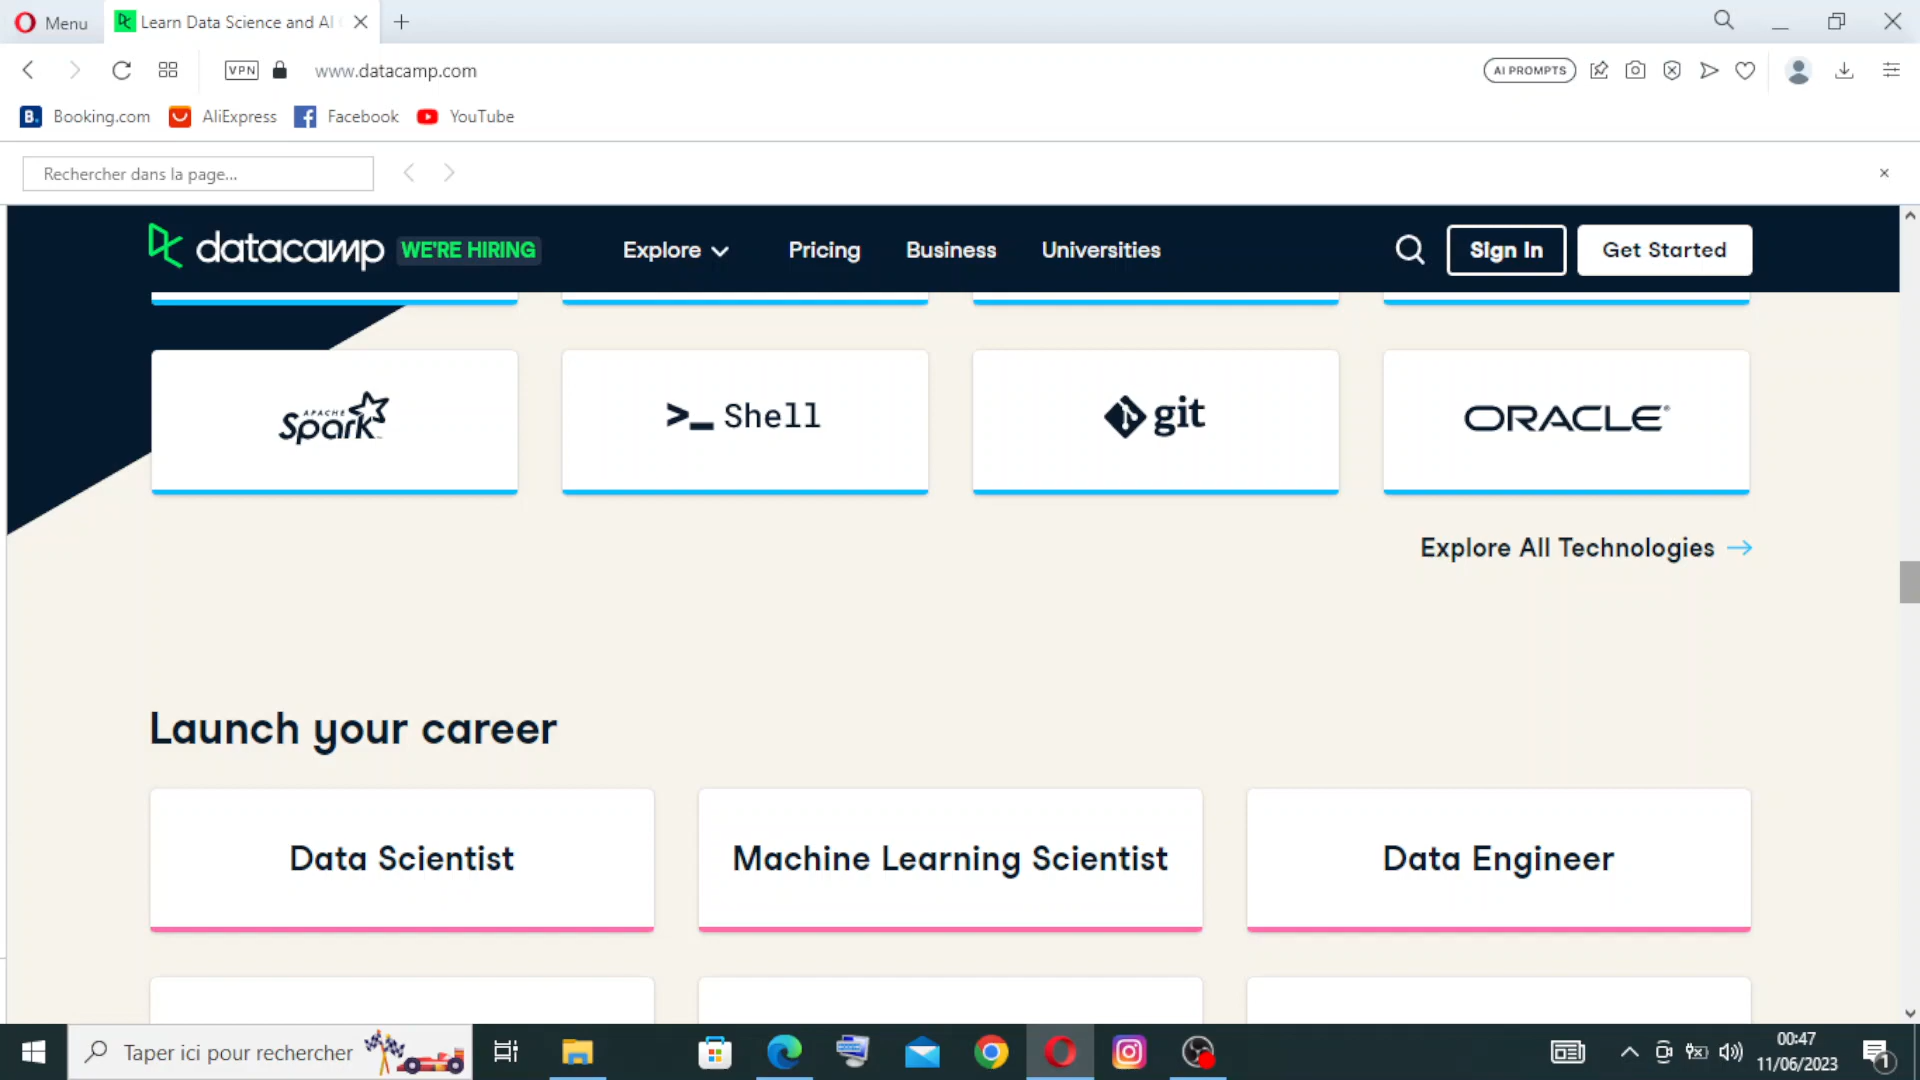 Menu
Learn Data Science and AI
VPN
www.datacamp.com
AI PROMPTS
B.
Booking.com
AliExpress
Facebook
YouTube
Rechercher dans la page...
datacamp
WE'RE HIRING
Explore
Pricing
Business
Universities
Sign In
Get Started
APACHE
Spark
>_ Shell
git
ORACLE®
Explore All Technologies →
Launch your career
Data Scientist
Machine Learning Scientist
Data Engineer
Taper ici pour rechercher
00:47
11/06/2023
1